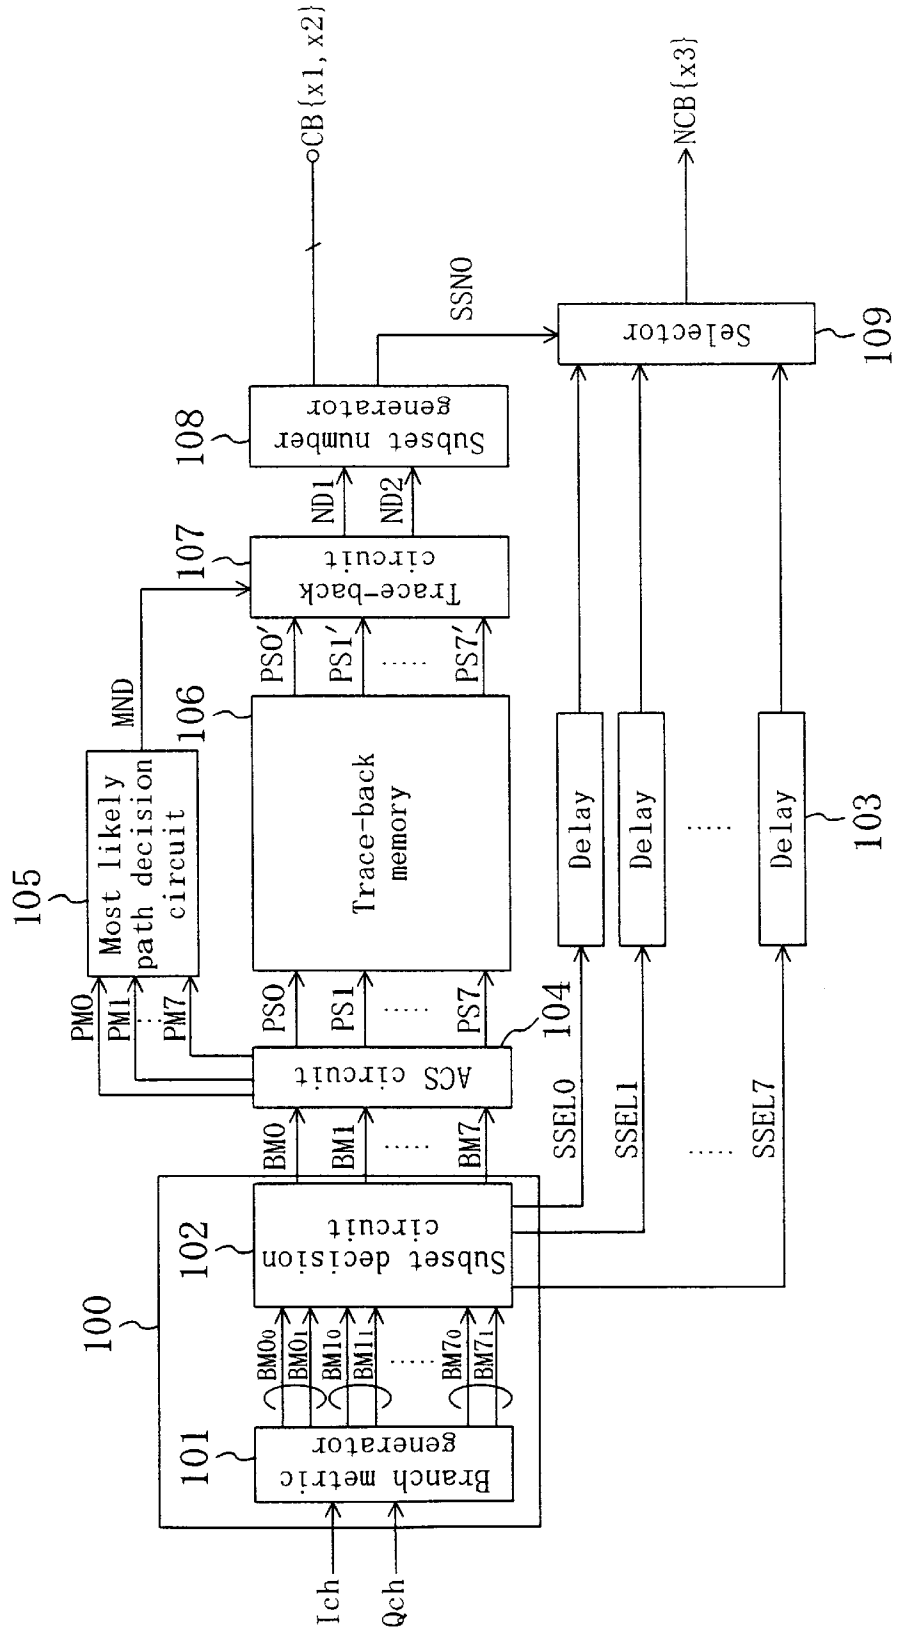 Ich
Qch
100
101
Branch metric
generator
BM0₀
BM0₁
BM1₀
BM1₁
.....
BM7₀
BM7₁
102
Subset decision
circuit
BM0
BM1
.....
BM7
SSEL0
SSEL1
.....
SSEL7
ACS circuit
104
PM0
PM1
.....
PM7
105
Most likely
path decision
circuit
MND
PS0
PS1
.....
PS7
106
Trace-back
memory
PS0′
PS1′
.....
PS7′
107
Trace-back
circuit
ND1
ND2
108
Subset number
generator
CB{x1, x2}
SSNO
Delay
Delay
.....
Delay
103
Selector
109
NCB{x3}